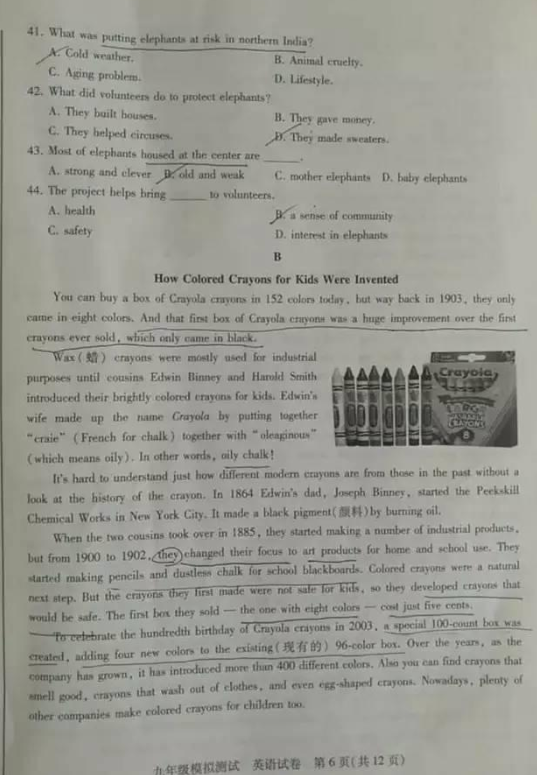 41. What was putting elephants at risk in northern India?
A. Cold weather. B. Animal cruelty.
C. Aging problem. D. Lifestyle.
42. What did volunteers do to protect elephants?
A. They built houses. B. They gave money.
C. They helped circuses. D. They made sweaters.
43. Most of elephants housed at the center are _____.
A. strong and clever B. old and weak C. mother elephants D. baby elephants
44. The project helps bring _____ to volunteers.
A. health B. a sense of community
C. safety D. interest in elephants
B
How Colored Crayons for Kids Were Invented
You can buy a box of Crayola crayons in 152 colors today, but way back in 1903, they only
came in eight colors. And that first box of Crayola crayons was a huge improvement over the first
crayons ever sold, which only came in black.
Wax (蜡) crayons were mostly used for industrial
purposes until cousins Edwin Binney and Harold Smith
introduced their brightly colored crayons for kids. Edwin's
wife made up the name Crayola by putting together
"craie" (French for chalk) together with "oleaginous"
(which means oily). In other words, oily chalk!
Crayola
CRAYONS
8
It's hard to understand just how different modern crayons are from those in the past without a
look at the history of the crayon. In 1864 Edwin's dad, Joseph Binney, started the Peekskill
Chemical Works in New York City. It made a black pigment(颜料)by burning oil.
When the two cousins took over in 1885, they started making a number of industrial products,
but from 1900 to 1902, they changed their focus to art products for home and school use. They
started making pencils and dustless chalk for school blackboards. Colored crayons were a natural
next step. But the crayons they first made were not safe for kids, so they developed crayons that
would be safe. The first box they sold — the one with eight colors — cost just five cents.
To celebrate the hundredth birthday of Crayola crayons in 2003, a special 100-count box was
created, adding four new colors to the existing(现有的) 96-color box. Over the years, as the
company has grown, it has introduced more than 400 different colors. Also you can find crayons that
smell good, crayons that wash out of clothes, and even egg-shaped crayons. Nowadays, plenty of
other companies make colored crayons for children too.
九年级模拟测试 英语试卷 第6页(共12页)